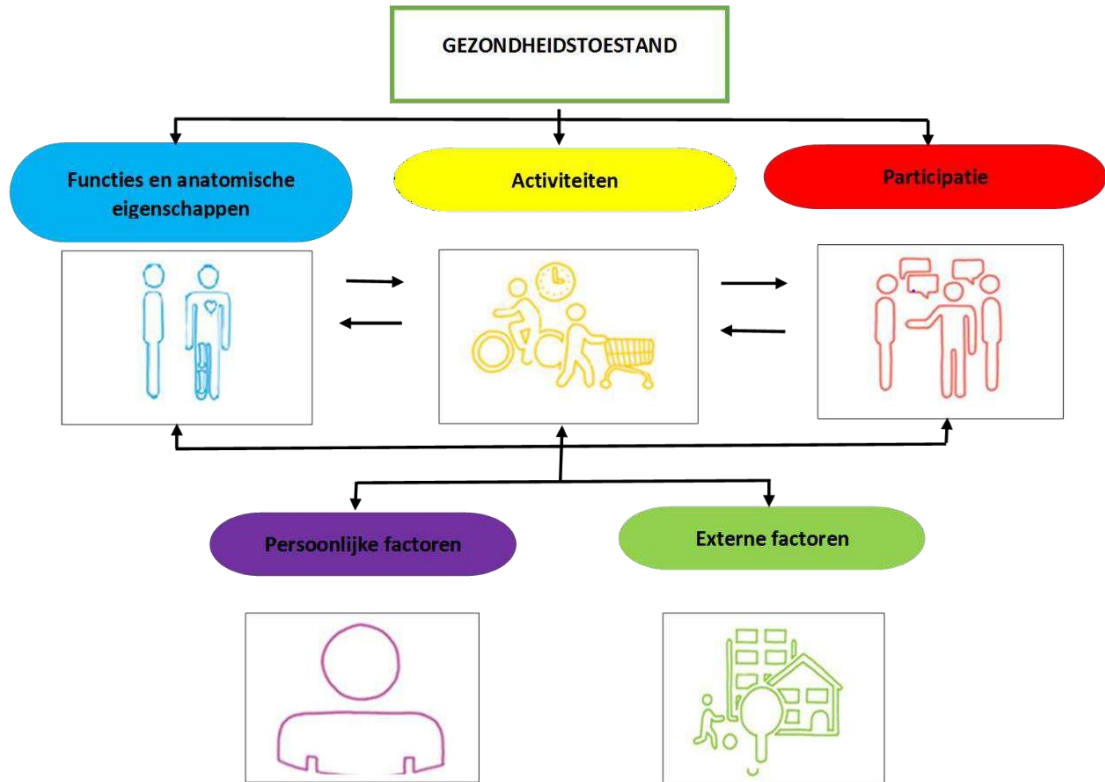 GEZONDHEIDSTOESTAND
Functies en anatomische
eigenschappen
Activiteiten
Participatie
Persoonlijke factoren
Externe factoren